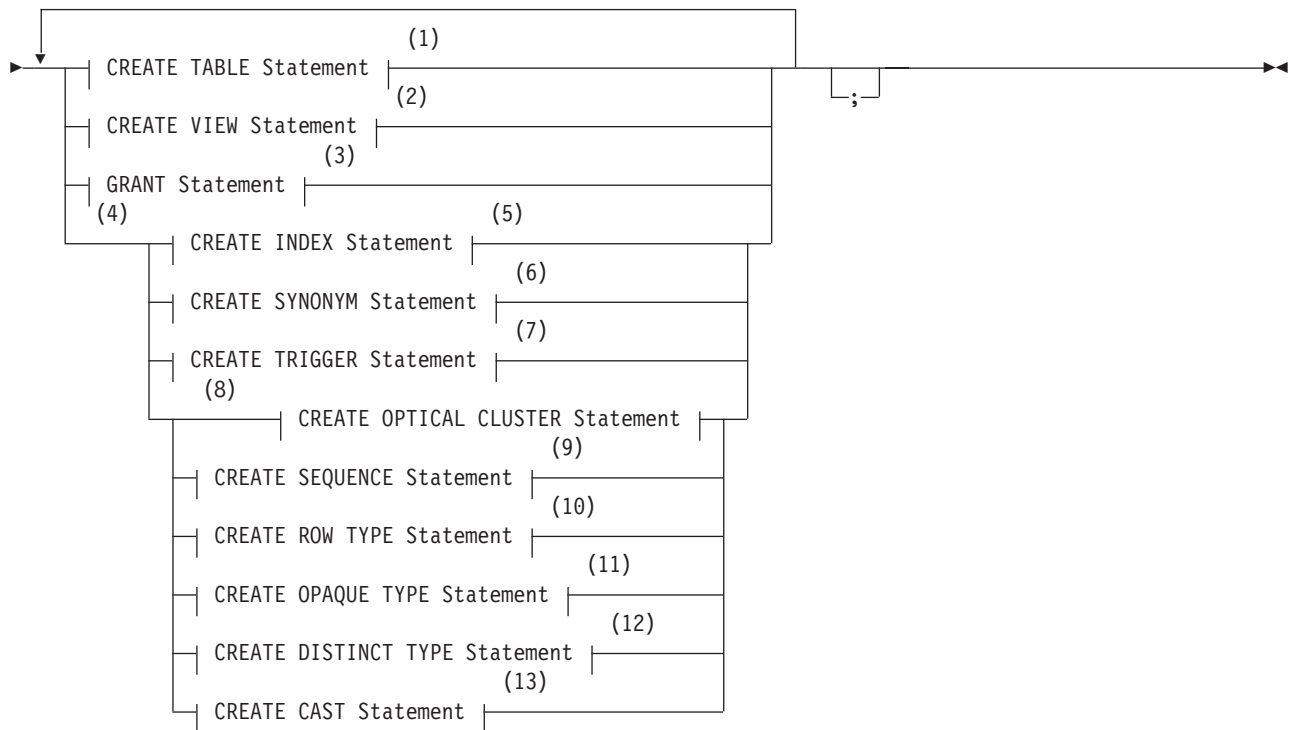 (1)
CREATE TABLE Statement
(2)
CREATE VIEW Statement
(3)
GRANT Statement
(4) (5)
CREATE INDEX Statement
(6)
CREATE SYNONYM Statement
(7)
CREATE TRIGGER Statement
(8)
CREATE OPTICAL CLUSTER Statement
(9)
CREATE SEQUENCE Statement
(10)
CREATE ROW TYPE Statement
(11)
CREATE OPAQUE TYPE Statement
(12)
CREATE DISTINCT TYPE Statement
(13)
CREATE CAST Statement
;